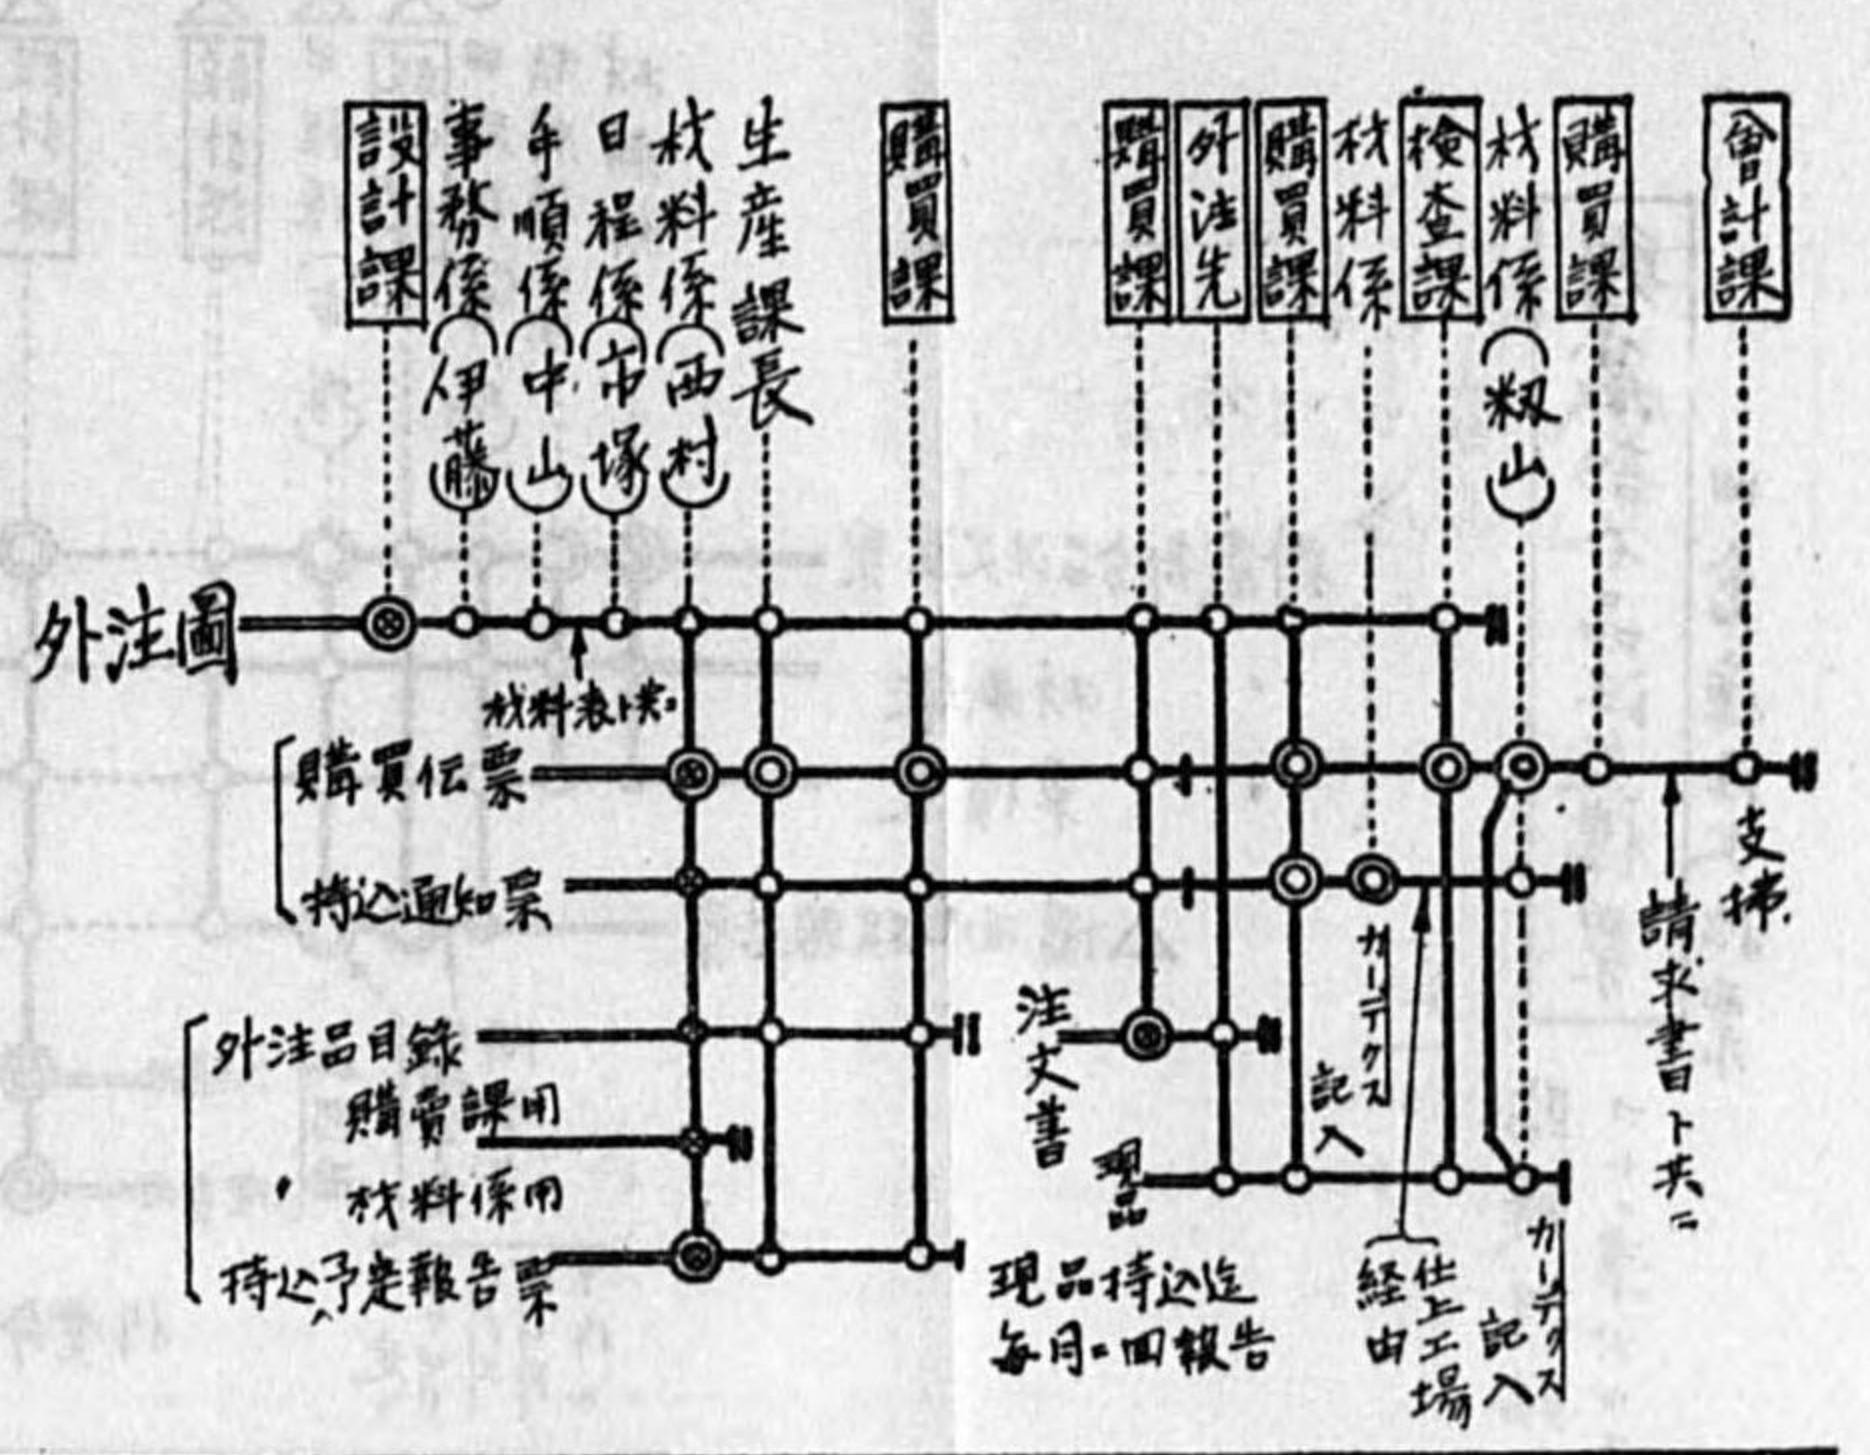 設計課
事務係(伊藤)
手順係(中山)
日程係(市塚)
材料係(西村)
生産課長
購買課
購買課
外注先
購買課
材料係
検査課
材料係(籾山)
購買課
會計課
外注圖
材料表ト共ニ
購買伝票
持込通知票
外注品目錄
購賣課用
〃 材料係用
持込予定報告票
注文書
現品
カーデクス
記入
支拂
請求書ト共ニ
現品持込迄
毎月一回報告
仕上工場
経由
カーデクス
記入